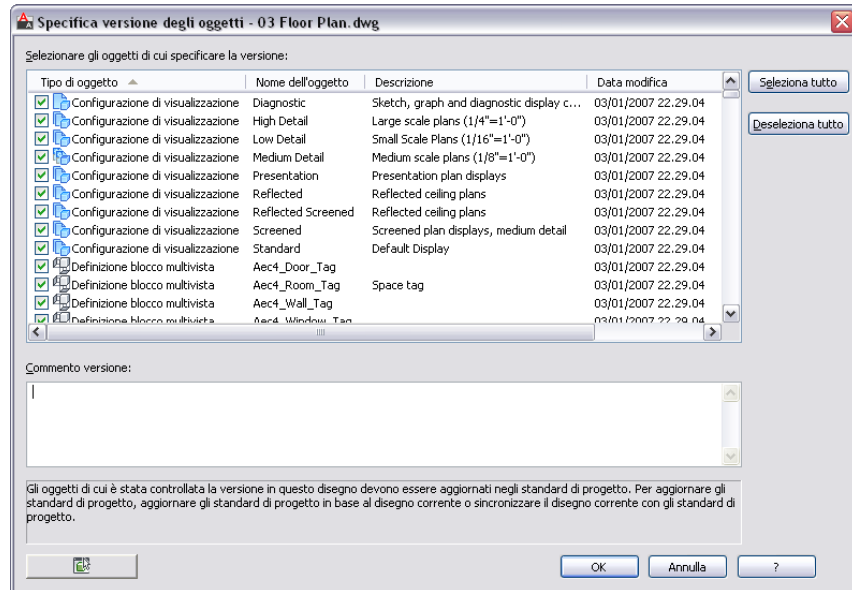 Specifica versione degli oggetti - 03 Floor Plan.dwg
Selezionare gli oggetti di cui specificare la versione:
Tipo di oggetto Nome dell'oggetto Descrizione Data modifica
Configurazione di visualizzazione Diagnostic Sketch, graph and diagnostic display c... 03/01/2007 22.29.04
Configurazione di visualizzazione High Detail Large scale plans (1/4"=1'-0") 03/01/2007 22.29.04
Configurazione di visualizzazione Low Detail Small Scale Plans (1/16"=1'-0") 03/01/2007 22.29.04
Configurazione di visualizzazione Medium Detail Medium scale plans (1/8"=1'-0") 03/01/2007 22.29.04
Configurazione di visualizzazione Presentation Presentation plan displays 03/01/2007 22.29.04
Configurazione di visualizzazione Reflected Reflected ceiling plans 03/01/2007 22.29.04
Configurazione di visualizzazione Reflected Screened Reflected ceiling plans 03/01/2007 22.29.04
Configurazione di visualizzazione Screened Screened plan displays, medium detail 03/01/2007 22.29.04
Configurazione di visualizzazione Standard Default Display 03/01/2007 22.29.04
Definizione blocco multivista Aec4_Door_Tag 03/01/2007 22.29.04
Definizione blocco multivista Aec4_Room_Tag Space tag 03/01/2007 22.29.04
Definizione blocco multivista Aec4_Wall_Tag 03/01/2007 22.29.04
Definizione blocco multivista Aec4_Window_Tag 03/01/2007 22.29.04
Seleziona tutto
Deseleziona tutto
Commento versione:
Gli oggetti di cui è stata controllata la versione in questo disegno devono essere aggiornati negli standard di progetto. Per aggiornare gli
standard di progetto, aggiornare gli standard di progetto in base al disegno corrente o sincronizzare il disegno corrente con gli standard di
progetto.
OK Annulla ?